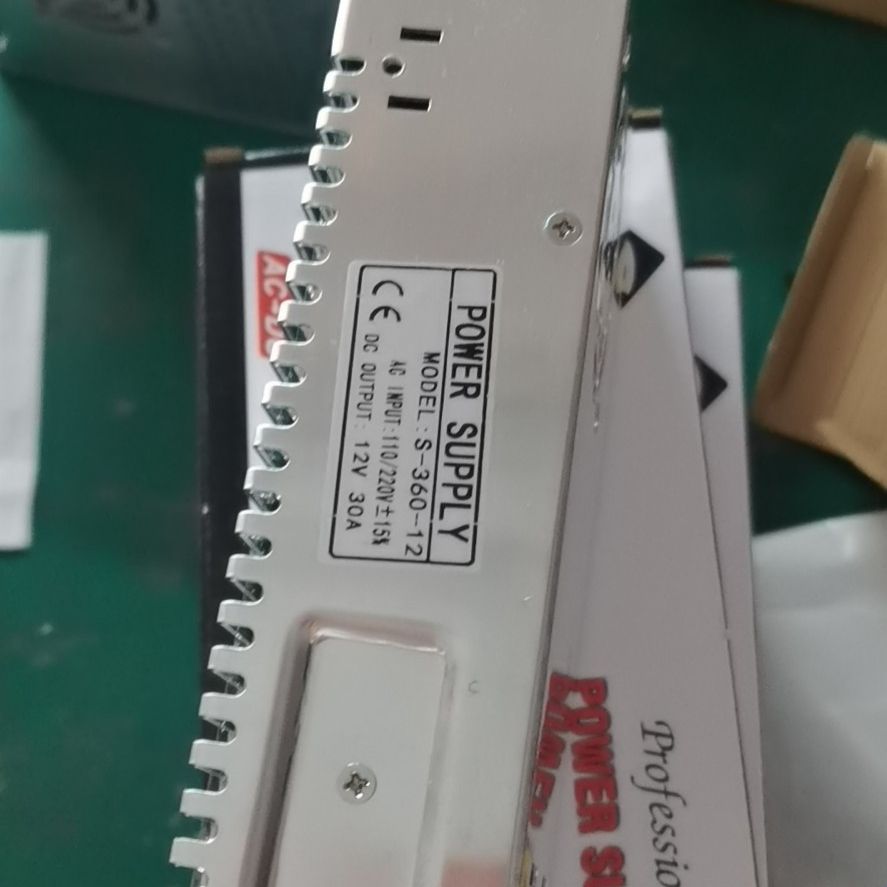 POWER SUPPLY
MODEL: S-360-12
AC INPUT: 110/220V±15%
DC OUTPUT: 12V 30A
CE
POWER
Professio